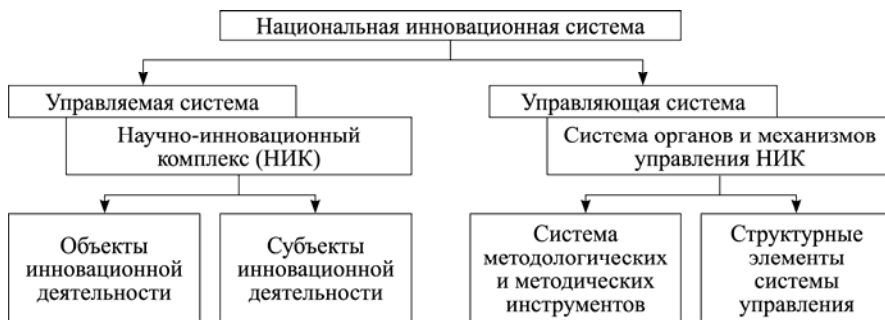 Национальная инновационная система
Управляемая система
Научно-инновационный
комплекс (НИК)
Управляющая система
Система органов и механизмов
управления НИК
Объекты
инновационной
деятельности
Субъекты
инновационной
деятельности
Система
методологических
и методических
инструментов
Структурные
элементы
системы
управления